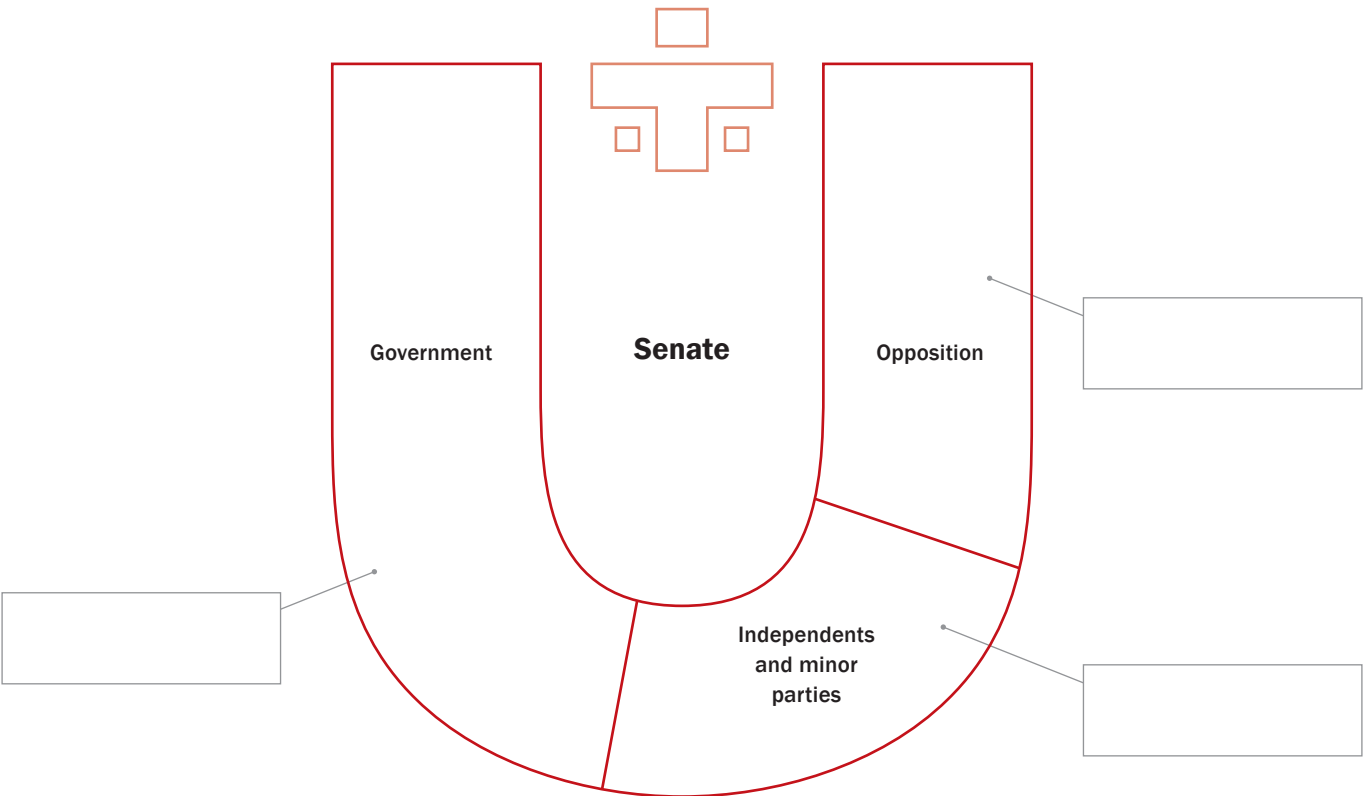 Government
Senate
Opposition
Independents
and minor
parties